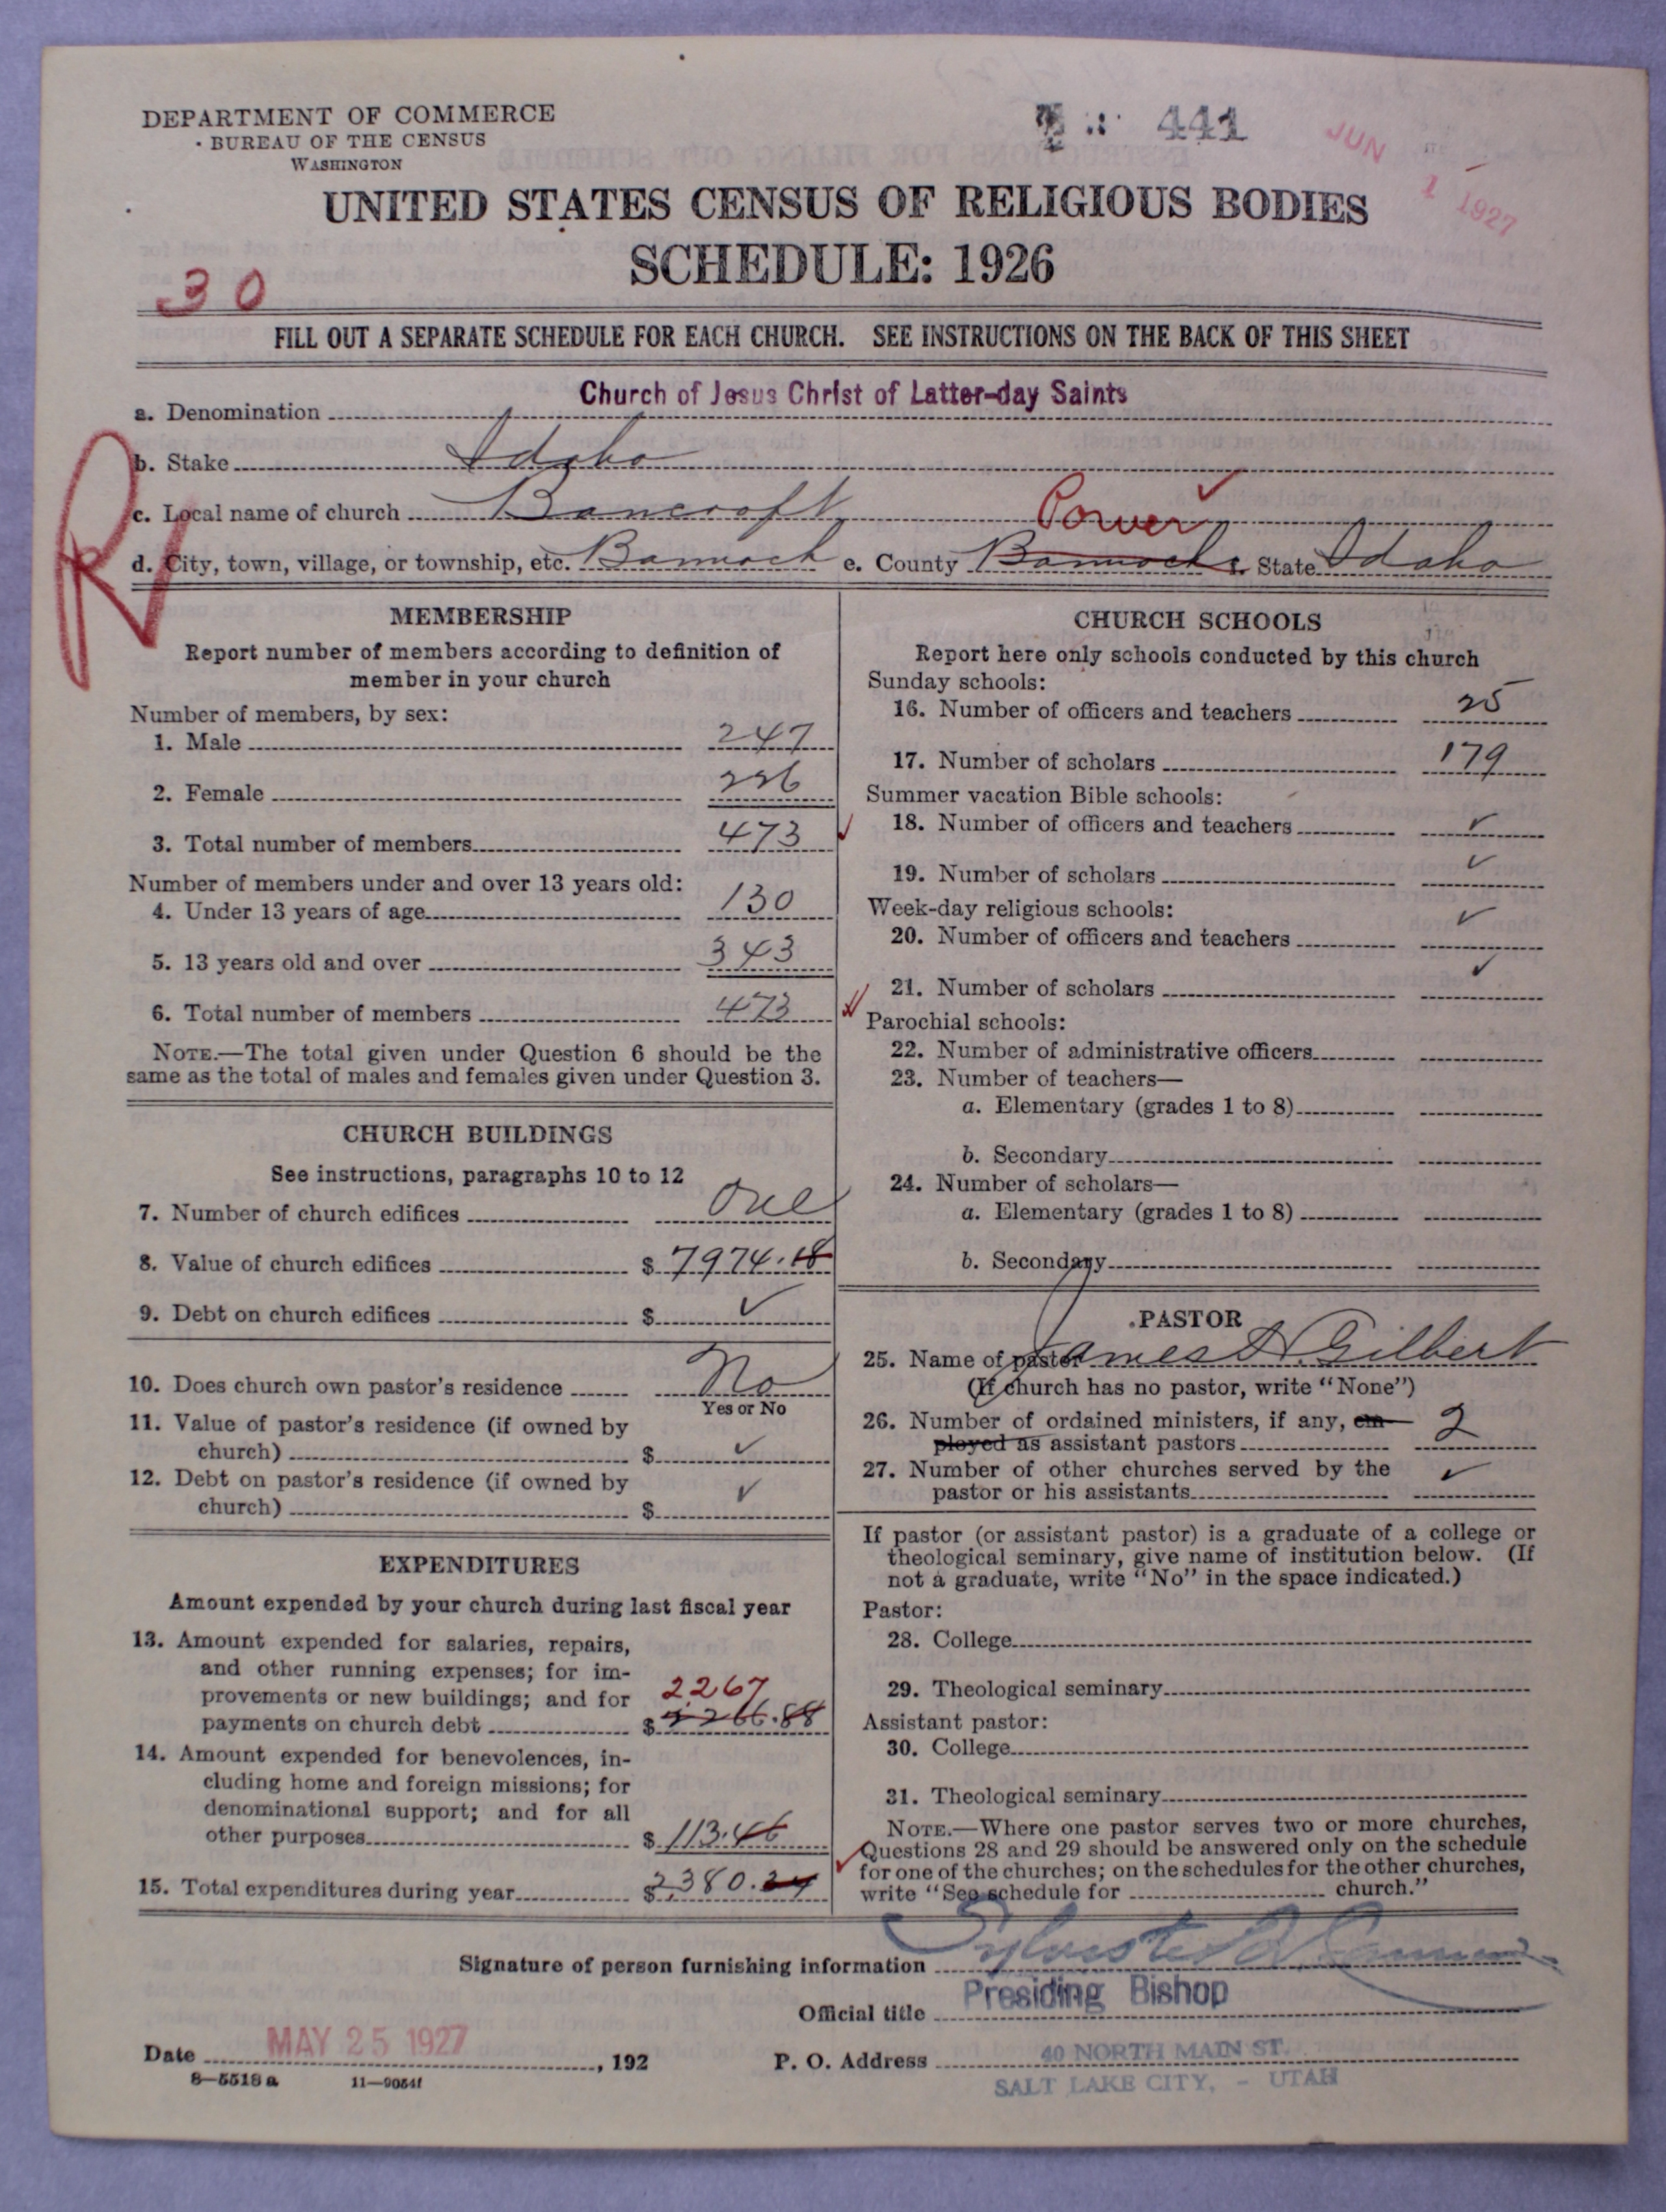 DEPARTMENT OF COMMERCE
BUREAU OF THE CENSUS
WASHINGTON
441
JUN 1 1927
UNITED STATES CENSUS OF RELIGIOUS BODIES
SCHEDULE: 1926
30
FILL OUT A SEPARATE SCHEDULE FOR EACH CHURCH. SEE INSTRUCTIONS ON THE BACK OF THIS SHEET
a. Denomination Church of Jesus Christ of Latter-day Saints
R
b. Stake Idaho
c. Local name of church Bancroft
Power
d. City, town, village, or township, etc. Bannock e. County Bannock f. State Idaho
MEMBERSHIP
Report number of members according to definition of
member in your church
Number of members, by sex:
1. Male 247
2. Female 226
3. Total number of members 473
Number of members under and over 13 years old:
4. Under 13 years of age 130
5. 13 years old and over 343
6. Total number of members 473
NOTE.—The total given under Question 6 should be the
same as the total of males and females given under Question 3.
CHURCH BUILDINGS
See instructions, paragraphs 10 to 12
7. Number of church edifices One
8. Value of church edifices $ 7974.18
9. Debt on church edifices $ ✓
10. Does church own pastor's residence No
Yes or No
11. Value of pastor's residence (if owned by
church) $ ✓
12. Debt on pastor's residence (if owned by
church) $ ✓
EXPENDITURES
Amount expended by your church during last fiscal year
13. Amount expended for salaries, repairs,
and other running expenses; for im-
provements or new buildings; and for 2267
payments on church debt $ 2266.88
14. Amount expended for benevolences, in-
cluding home and foreign missions; for
denominational support; and for all
other purposes $ 113.46
15. Total expenditures during year $ 2380.34
CHURCH SCHOOLS
Report here only schools conducted by this church
Sunday schools:
16. Number of officers and teachers 25
17. Number of scholars 179
Summer vacation Bible schools:
18. Number of officers and teachers ✓
19. Number of scholars ✓
Week-day religious schools:
20. Number of officers and teachers ✓
21. Number of scholars ✓
Parochial schools:
22. Number of administrative officers
23. Number of teachers—
a. Elementary (grades 1 to 8)
b. Secondary
24. Number of scholars—
a. Elementary (grades 1 to 8)
b. Secondary
PASTOR
25. Name of pastor James H. Gilbert
(If church has no pastor, write "None")
26. Number of ordained ministers, if any, em-
ployed as assistant pastors 2
27. Number of other churches served by the
pastor or his assistants ✓
If pastor (or assistant pastor) is a graduate of a college or
theological seminary, give name of institution below. (If
not a graduate, write "No" in the space indicated.)
Pastor:
28. College
29. Theological seminary
Assistant pastor:
30. College
31. Theological seminary
NOTE.—Where one pastor serves two or more churches,
Questions 28 and 29 should be answered only on the schedule
for one of the churches; on the schedules for the other churches,
write "See schedule for church."
Signature of person furnishing information Sylvester Q. Cannon
Official title Presiding Bishop
Date MAY 25 1927, 192 P. O. Address 40 NORTH MAIN ST.
8—5518 a 11—9054f SALT LAKE CITY, - UTAH